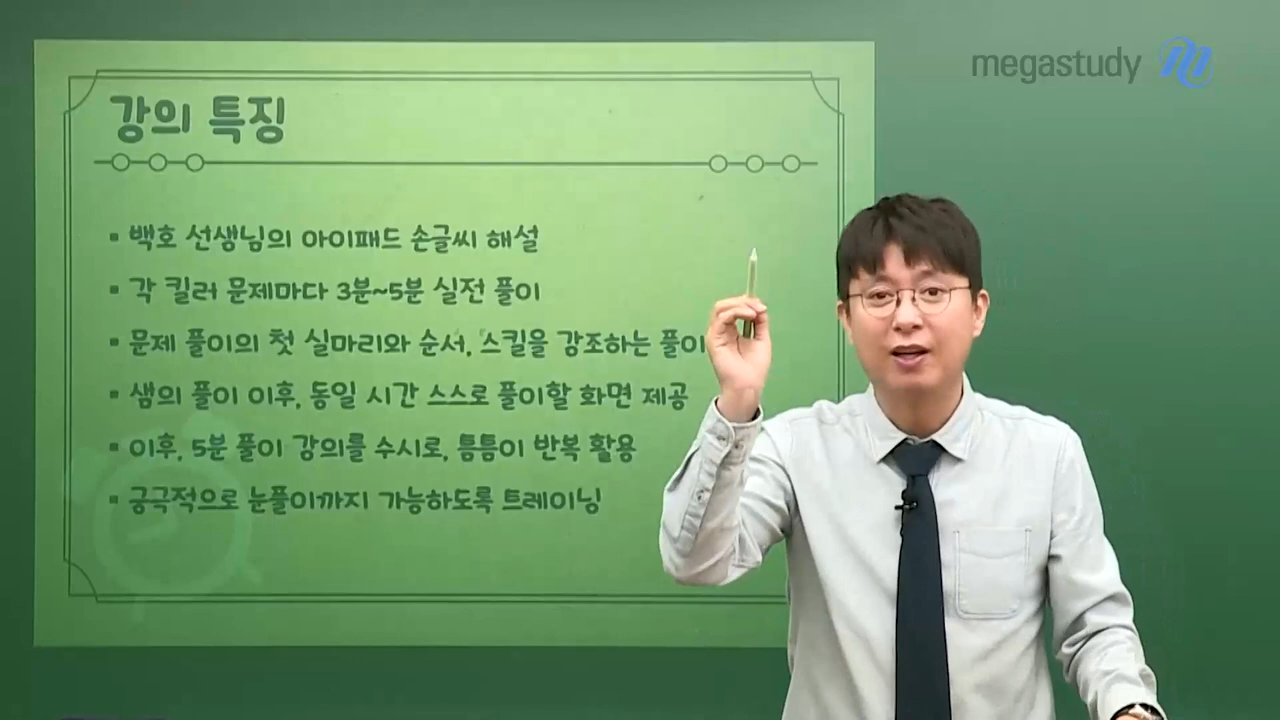 megastudy
강의 특징
▪ 백호 선생님의 아이패드 손글씨 해설
▪ 각 킬러 문제마다 3분~5분 실전 풀이
▪ 문제 풀이의 첫 실마리와 순서, 스킬을 강조하는 풀이
▪ 샘의 풀이 이후, 동일 시간 스스로 풀이할 화면 제공
▪ 이후, 5분 풀이 강의를 수시로, 틈틈이 반복 활용
▪ 궁극적으로 눈풀이까지 가능하도록 트레이닝